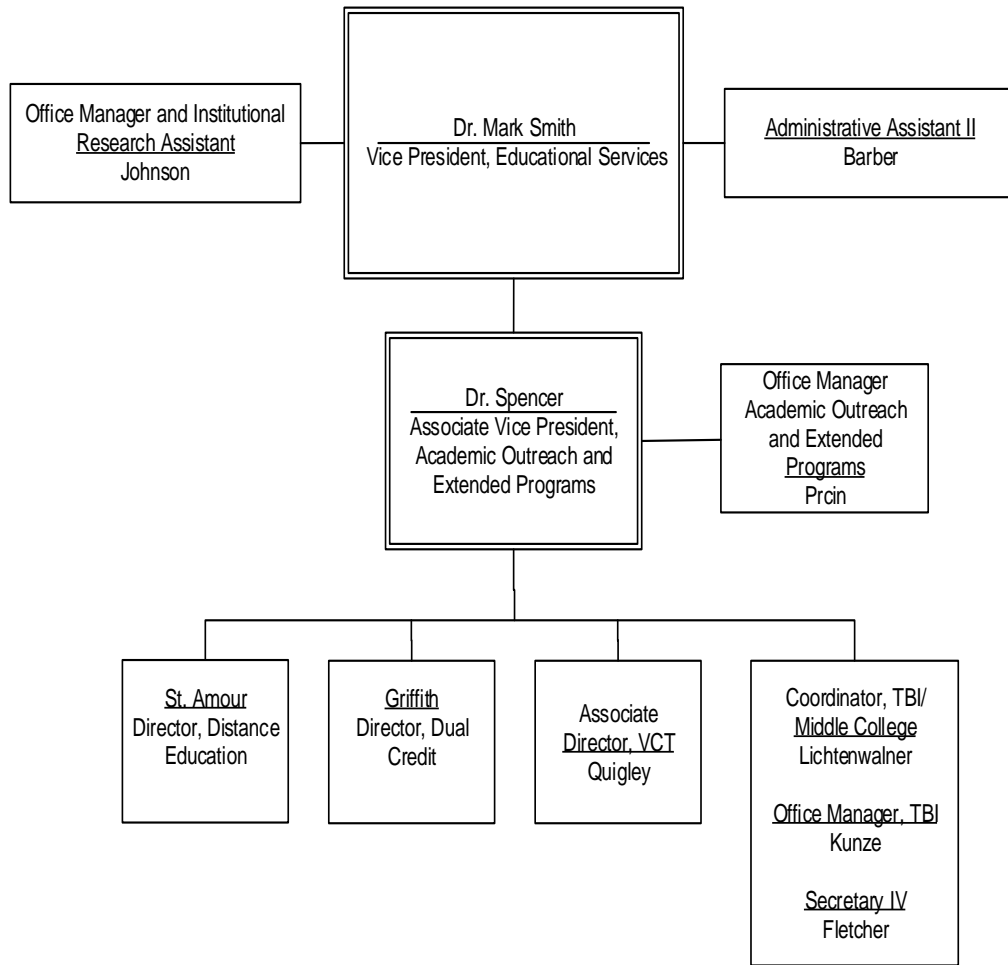 Office Manager and Institutional
Research Assistant
Johnson
Dr. Mark Smith
Vice President, Educational Services
Administrative Assistant II
Barber
Dr. Spencer
Associate Vice President,
Academic Outreach and
Extended Programs
Office Manager
Academic Outreach
and Extended
Programs
Prcin
St. Amour
Director, Distance
Education
Griffith
Director, Dual
Credit
Associate
Director, VCT
Quigley
Coordinator, TBI/
Middle College
Lichtenwalner
Office Manager, TBI
Kunze
Secretary IV
Fletcher